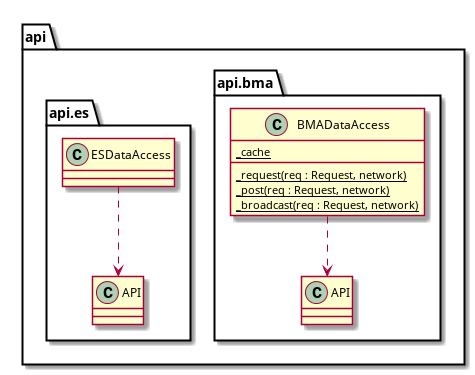 api
api.es
C ESDataAccess
C API
api.bma
C BMADataAccess
_cache
_request(req : Request, network)
_post(req : Request, network)
_broadcast(req : Request, network)
C API